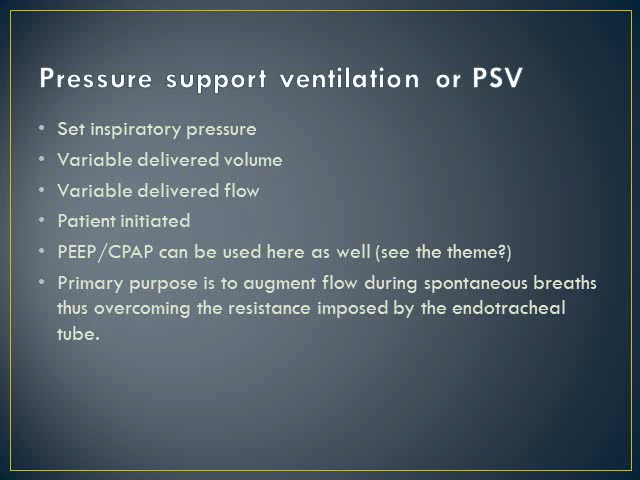 Pressure support ventilation or PSV
• Set inspiratory pressure
• Variable delivered volume
• Variable delivered flow
• Patient initiated
• PEEP/CPAP can be used here as well (see the theme?)
• Primary purpose is to augment flow during spontaneous breaths
thus overcoming the resistance imposed by the endotracheal
tube.